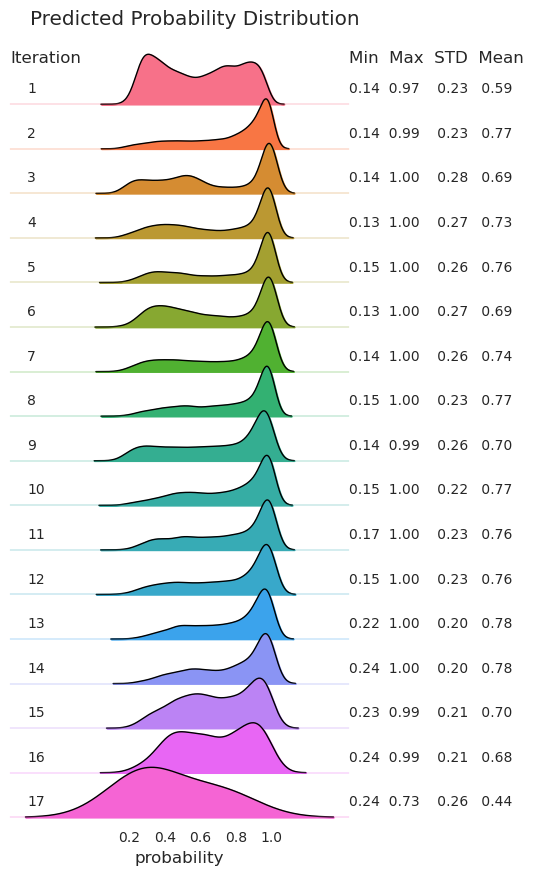 Predicted Probability Distribution
Iteration Min Max STD Mean
1 0.14 0.97 0.23 0.59
2 0.14 0.99 0.23 0.77
3 0.14 1.00 0.28 0.69
4 0.13 1.00 0.27 0.73
5 0.15 1.00 0.26 0.76
6 0.13 1.00 0.27 0.69
7 0.14 1.00 0.26 0.74
8 0.15 1.00 0.23 0.77
9 0.14 0.99 0.26 0.70
10 0.15 1.00 0.22 0.77
11 0.17 1.00 0.23 0.76
12 0.15 1.00 0.23 0.76
13 0.22 1.00 0.20 0.78
14 0.24 1.00 0.20 0.78
15 0.23 0.99 0.21 0.70
16 0.24 0.99 0.21 0.68
17 0.24 0.73 0.26 0.44
0.2 0.4 0.6 0.8 1.0
probability